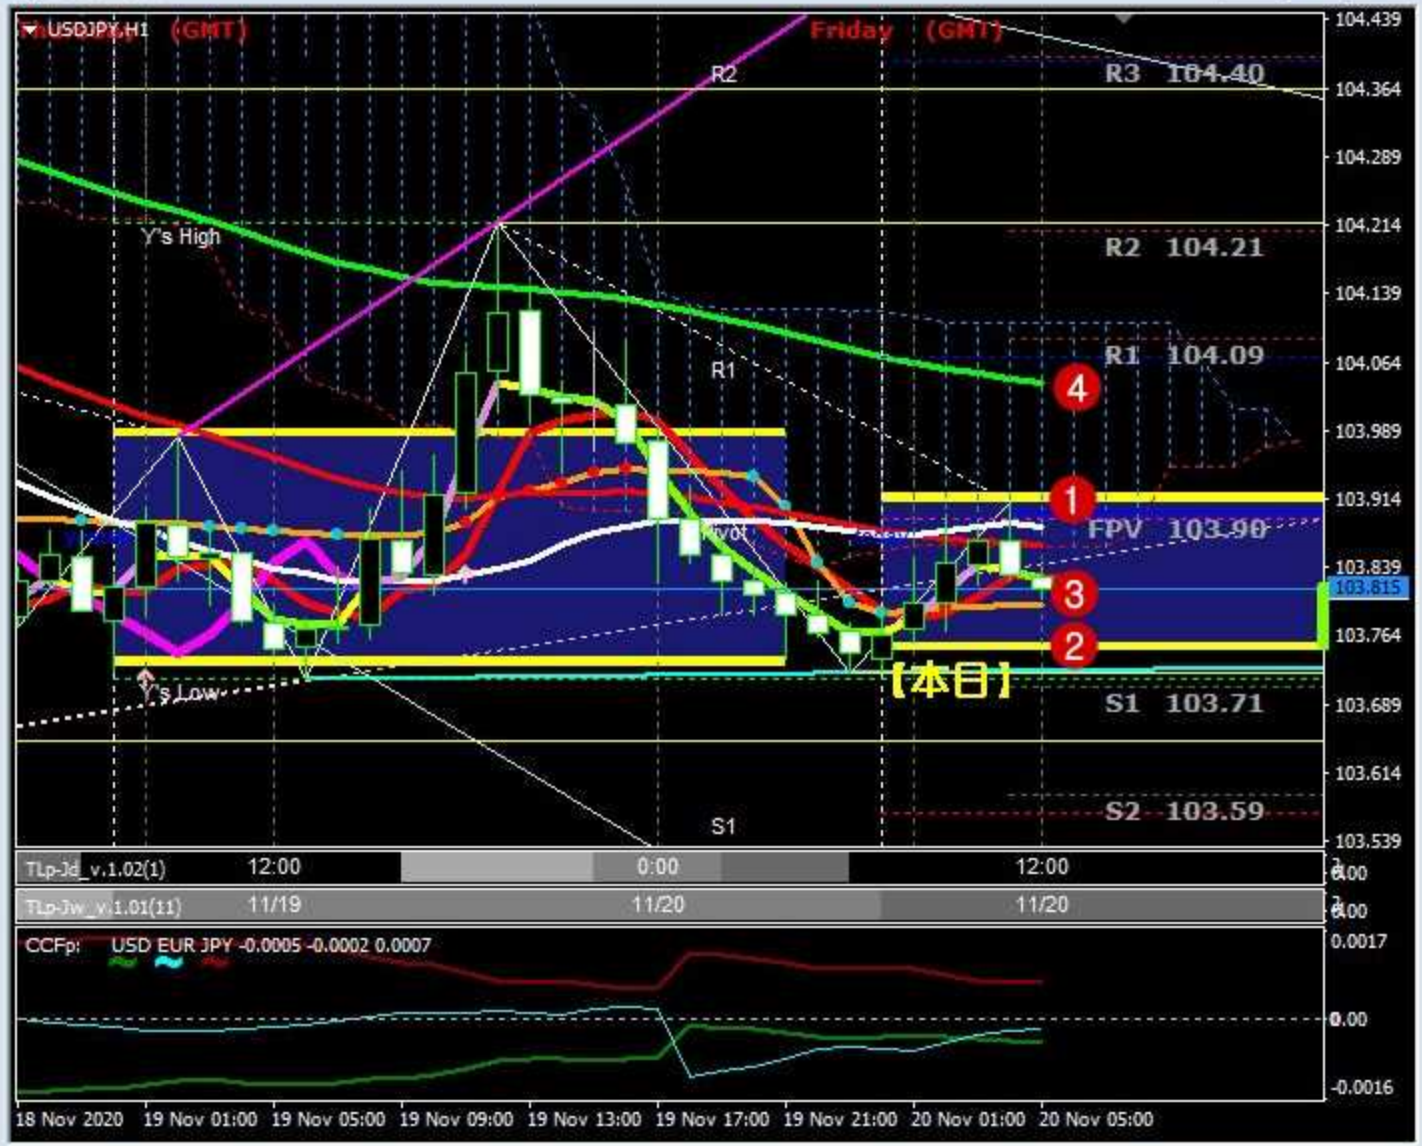 USDJPY,H1
(GMT)
Friday (GMT)
104.439
R2
R3 104.40
104.364
104.289
104.214
Y's High
R2 104.21
104.139
R1 104.09
104.064
R1
4
103.989
1
103.914
FPV 103.90
103.839
3
103.815
2
103.764
【本日】
Y's Low
S1 103.71
103.689
103.614
S2 103.59
S1
103.539
TLp-Jd_v.1.02(1) 12:00 0:00 12:00
TLp-Jw_v.1.01(11) 11/19 11/20 11/20
CCFp: USD EUR JPY -0.0005 -0.0002 0.0007
0.0017
0.00
-0.0016
18 Nov 2020 19 Nov 01:00 19 Nov 05:00 19 Nov 09:00 19 Nov 13:00 19 Nov 17:00 19 Nov 21:00 20 Nov 01:00 20 Nov 05:00